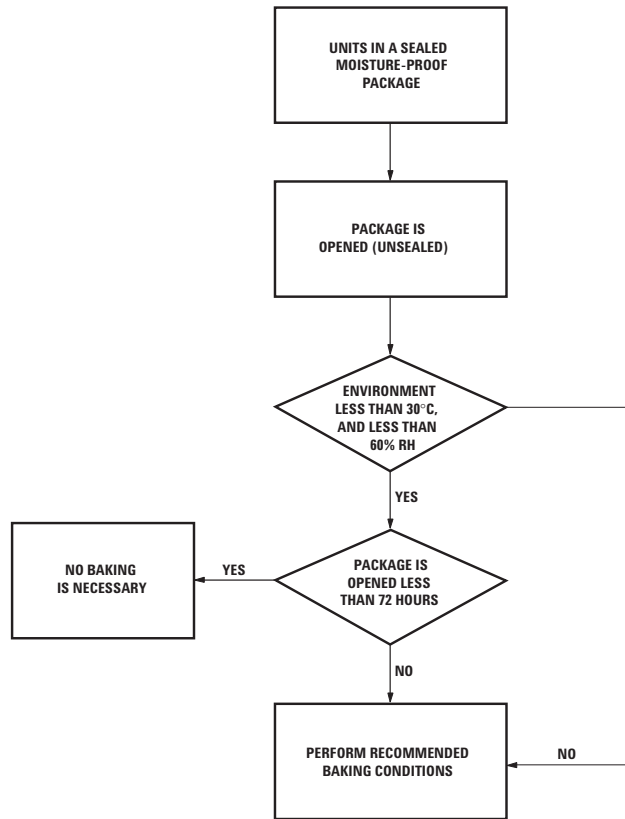 UNITS IN A SEALED
MOISTURE-PROOF
PACKAGE
PACKAGE IS
OPENED (UNSEALED)
ENVIRONMENT
LESS THAN 30°C,
AND LESS THAN
60% RH
YES
NO BAKING
IS NECESSARY
YES
PACKAGE IS
OPENED LESS
THAN 72 HOURS
NO
PERFORM RECOMMENDED
BAKING CONDITIONS
NO